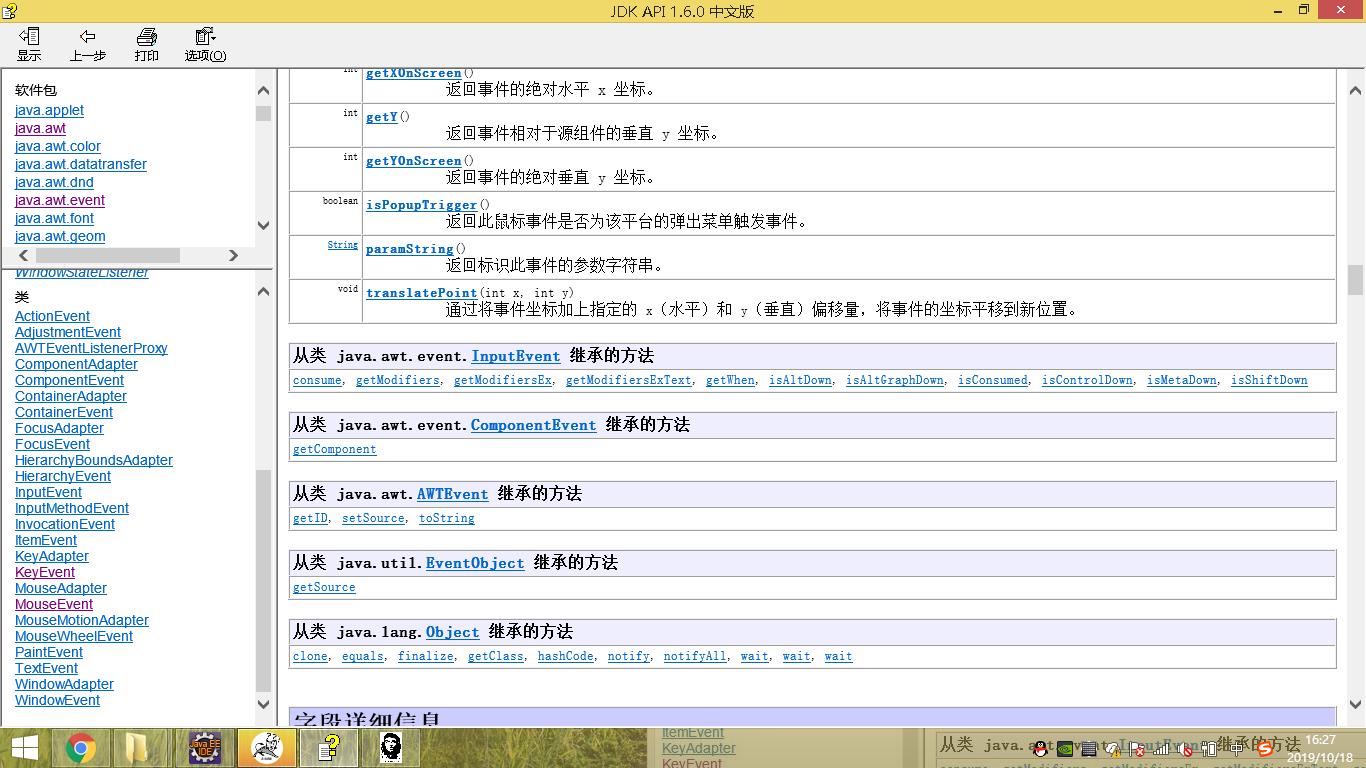 JDK API 1.6.0 中文版
显示
上一步
打印
选项(O)
软件包
java.applet
java.awt
java.awt.color
java.awt.datatransfer
java.awt.dnd
java.awt.event
java.awt.font
java.awt.geom
WindowStateListener
类
ActionEvent
AdjustmentEvent
AWTEventListenerProxy
ComponentAdapter
ComponentEvent
ContainerAdapter
ContainerEvent
FocusAdapter
FocusEvent
HierarchyBoundsAdapter
HierarchyEvent
InputEvent
InputMethodEvent
InvocationEvent
ItemEvent
KeyAdapter
KeyEvent
MouseAdapter
MouseEvent
MouseMotionAdapter
MouseWheelEvent
PaintEvent
TextEvent
WindowAdapter
WindowEvent
int getXOnScreen()
返回事件的绝对水平 x 坐标。
int getY()
返回事件相对于源组件的垂直 y 坐标。
int getYOnScreen()
返回事件的绝对垂直 y 坐标。
boolean isPopupTrigger()
返回此鼠标事件是否为该平台的弹出菜单触发事件。
String paramString()
返回标识此事件的参数字符串。
void translatePoint(int x, int y)
通过将事件坐标加上指定的 x（水平）和 y（垂直）偏移量，将事件的坐标平移到新位置。
从类 java.awt.event.InputEvent 继承的方法
consume, getModifiers, getModifiersEx, getModifiersExText, getWhen, isAltDown, isAltGraphDown, isConsumed, isControlDown, isMetaDown, isShiftDown
从类 java.awt.event.ComponentEvent 继承的方法
getComponent
从类 java.awt.AWTEvent 继承的方法
getID, setSource, toString
从类 java.util.EventObject 继承的方法
getSource
从类 java.lang.Object 继承的方法
clone, equals, finalize, getClass, hashCode, notify, notifyAll, wait, wait, wait
字段详细信息
Java EE
IDE
ItemEvent
KeyAdapter
KeyEvent
从类 java.a
InputEvent 继承的方法
中
16:27
2019/10/18